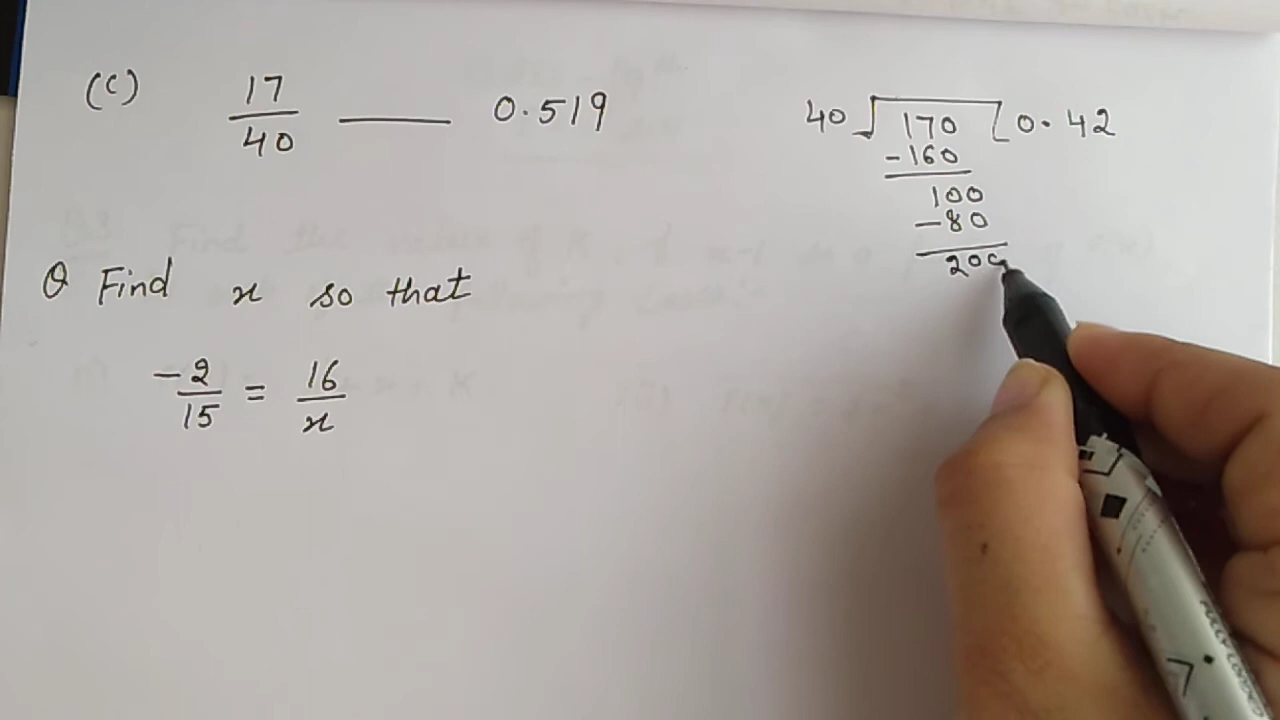 (C) 17/40 ____ 0.519
40 170 0.42
-160
100
-80
200
Q Find x so that
-2/15 = 16/x